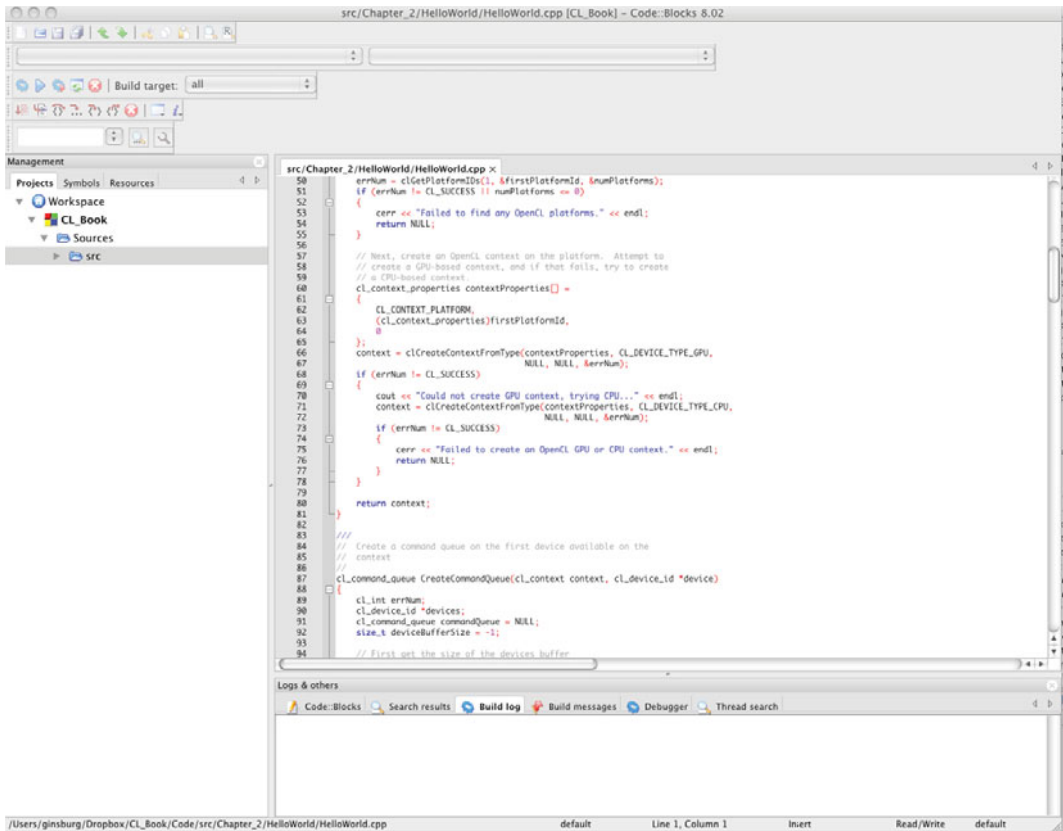 src/Chapter_2/HelloWorld/HelloWorld.cpp [CL_Book] – Code::Blocks 8.02
Build target: all
Management
Projects Symbols Resources
Workspace
CL_Book
Sources
src
src/Chapter_2/HelloWorld/HelloWorld.cpp ×
50 errNum = clGetPlatformIDs(1, &firstPlatformId, &numPlatforms);
51 if (errNum != CL_SUCCESS || numPlatforms <= 0)
52 {
53 cerr << "Failed to find any OpenCL platforms." << endl;
54 return NULL;
55 }
56
57 // Next, create an OpenCL context on the platform.  Attempt to
58 // create a GPU-based context, and if that fails, try to create
59 // a CPU-based context.
60 cl_context_properties contextProperties[] =
61 {
62 CL_CONTEXT_PLATFORM,
63 (cl_context_properties)firstPlatformId,
64 0
65 };
66 context = clCreateContextFromType(contextProperties, CL_DEVICE_TYPE_GPU,
67 NULL, NULL, &errNum);
68 if (errNum != CL_SUCCESS)
69 {
70 cout << "Could not create GPU context, trying CPU..." << endl;
71 context = clCreateContextFromType(contextProperties, CL_DEVICE_TYPE_CPU,
72 NULL, NULL, &errNum);
73 if (errNum != CL_SUCCESS)
74 {
75 cerr << "Failed to create an OpenCL GPU or CPU context." << endl;
76 return NULL;
77 }
78 }
79
80 return context;
81 }
82
83 ///
84 //  Create a command queue on the first device available on the
85 //  context
86 //
87 cl_command_queue CreateCommandQueue(cl_context context, cl_device_id *device)
88 {
89 cl_int errNum;
90 cl_device_id *devices;
91 cl_command_queue commandQueue = NULL;
92 size_t deviceBufferSize = -1;
93
94 // First get the size of the devices buffer
Logs & others
Code::Blocks Search results Build log Build messages Debugger Thread search
/Users/ginsburg/Dropbox/CL_Book/Code/src/Chapter_2/HelloWorld/HelloWorld.cpp default Line 1, Column 1 Insert Read/Write default